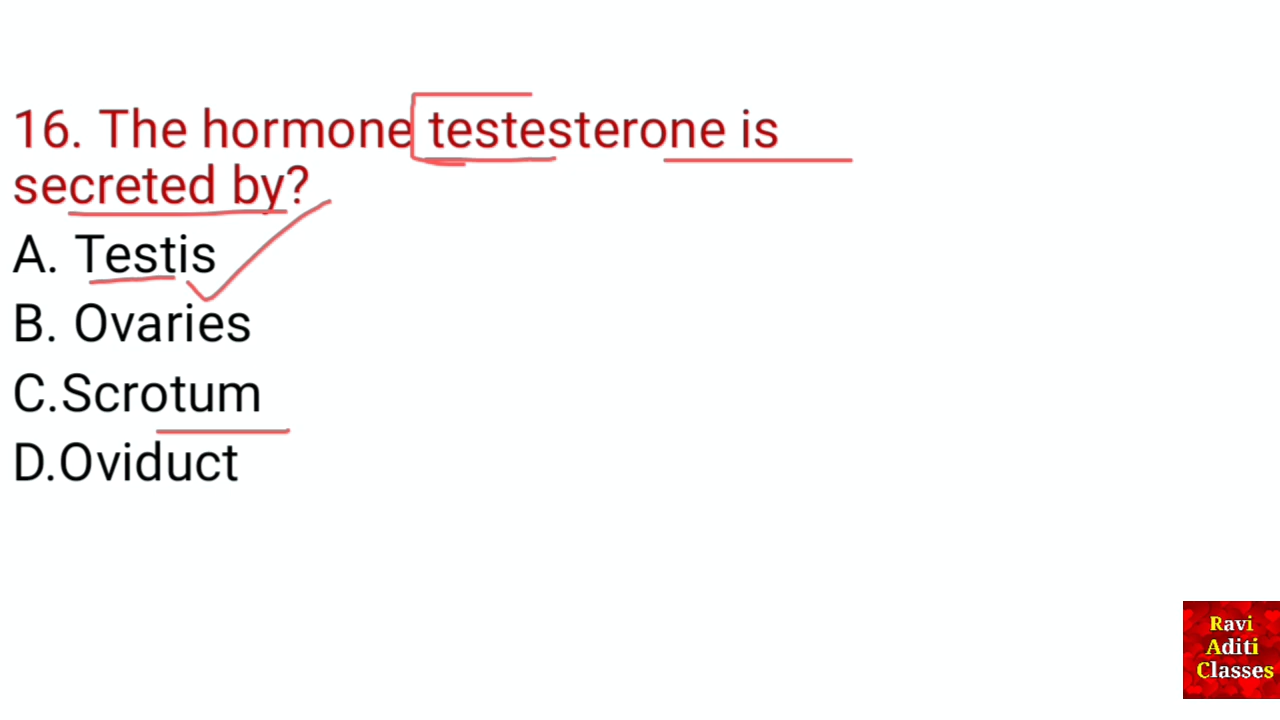 16. The hormone testesterone is
secreted by?
A. Testis
B. Ovaries
C.Scrotum
D.Oviduct
Ravi
Aditi
Classes